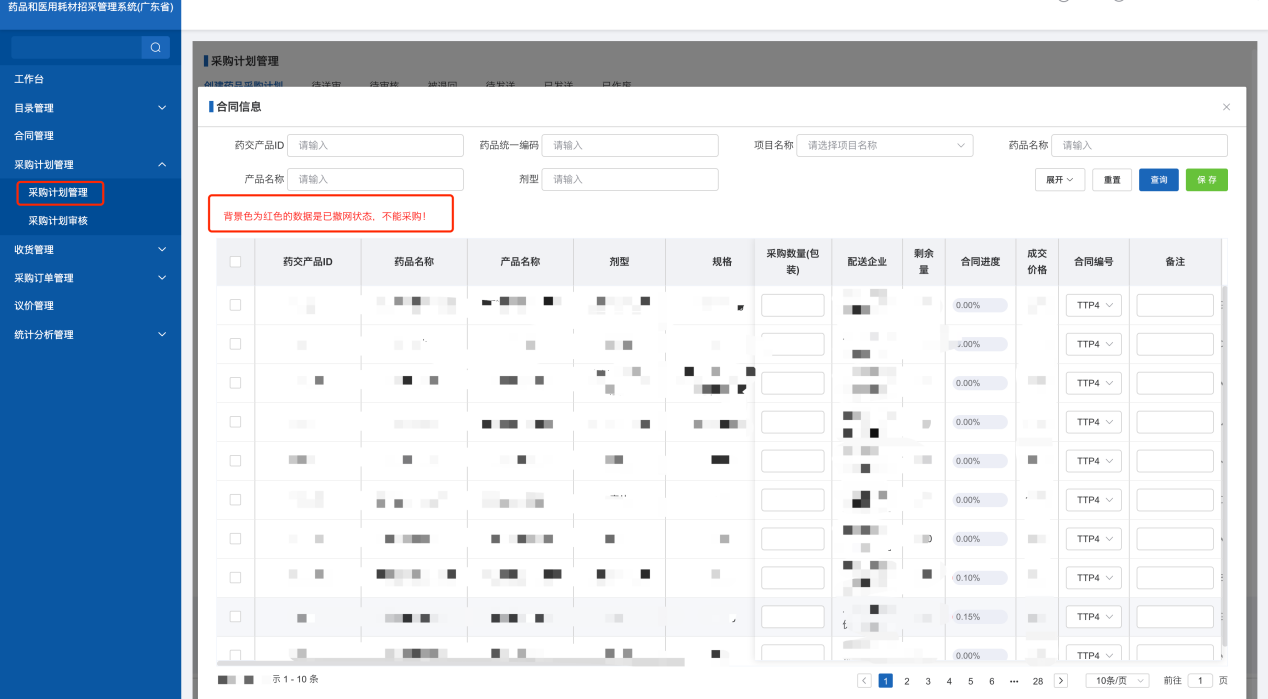 药品和医用耗材招采管理系统(广东省)
工作台
目录管理
合同管理
采购计划管理
采购计划管理
采购计划审核
收货管理
采购订单管理
议价管理
统计分析管理
采购计划管理
创建药品采购计划 待送审 待审核 被退回 待发送 已发送 已作废
合同信息
药交产品ID 请输入 药品统一编码 请输入 项目名称 请选择项目名称 药品名称 请输入
产品名称 请输入 剂型 请输入 展开 重置 查询 保存
背景色为红色的数据是已撤网状态，不能采购！
药交产品ID 药品名称 产品名称 剂型 规格 采购数量(包装) 配送企业 剩余量 合同进度 成交价格 合同编号 备注
0.00% TTP4
.00% TTP4
0.00% TTP4
0.00% TTP4
0.00% TTP4
0.00% TTP4
0.00% TTP4
0.10% TTP4
0.15% TTP4
0.00% TTP4
示 1 - 10 条 1 2 3 4 5 6 ··· 28 10条/页 前往 1 页